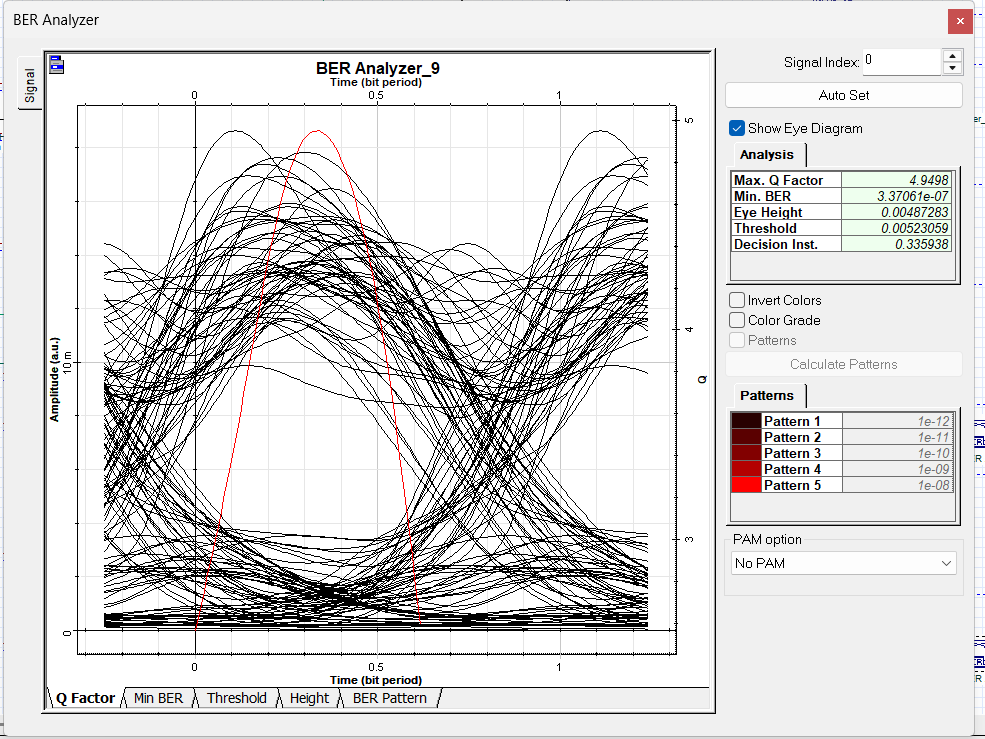 BER Analyzer
Signal
BER Analyzer_9
Time (bit period)
0 0.5 1
Amplitude (a.u.)
0 10 m
Q
5
4
3
0 0.5 1
Time (bit period)
Q Factor Min BER Threshold Height BER Pattern
Signal Index: 0
Auto Set
Show Eye Diagram
Analysis
Max. Q Factor 4.9498
Min. BER 3.37061e-07
Eye Height 0.00487283
Threshold 0.00523059
Decision Inst. 0.335938
Invert Colors
Color Grade
Patterns
Calculate Patterns
Patterns
Pattern 1 1e-12
Pattern 2 1e-11
Pattern 3 1e-10
Pattern 4 1e-09
Pattern 5 1e-08
PAM option
No PAM